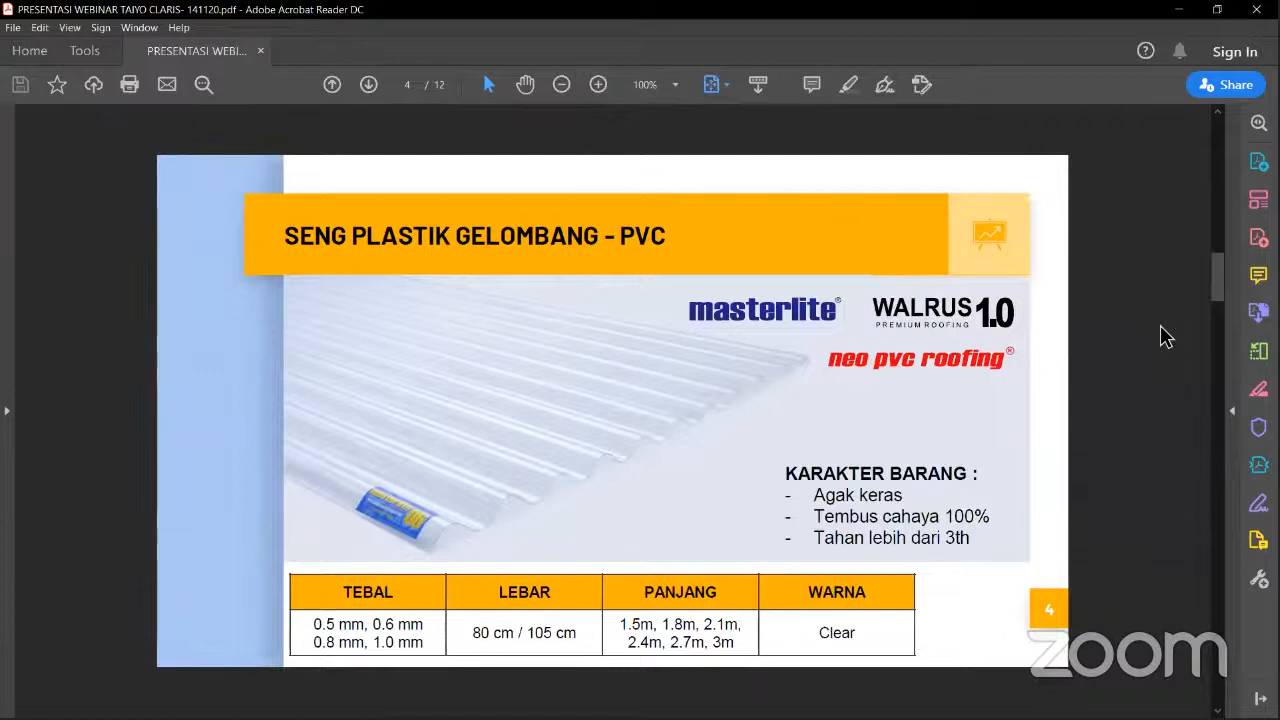 PRESENTASI WEBINAR TAIYO CLARIS- 141120.pdf - Adobe Acrobat Reader DC
File Edit View Sign Window Help
Home Tools PRESENTASI WEBI... × Sign In
4 / 12 100% Share
SENG PLASTIK GELOMBANG - PVC
masterlite® WALRUS 1.0
PREMIUM ROOFING
neo pvc roofing®
KARAKTER BARANG :
- Agak keras
- Tembus cahaya 100%
- Tahan lebih dari 3th
TEBAL LEBAR PANJANG WARNA
0.5 mm, 0.6 mm 80 cm / 105 cm 1.5m, 1.8m, 2.1m, Clear
0.8 mm, 1.0 mm 2.4m, 2.7m, 3m
4
zoom